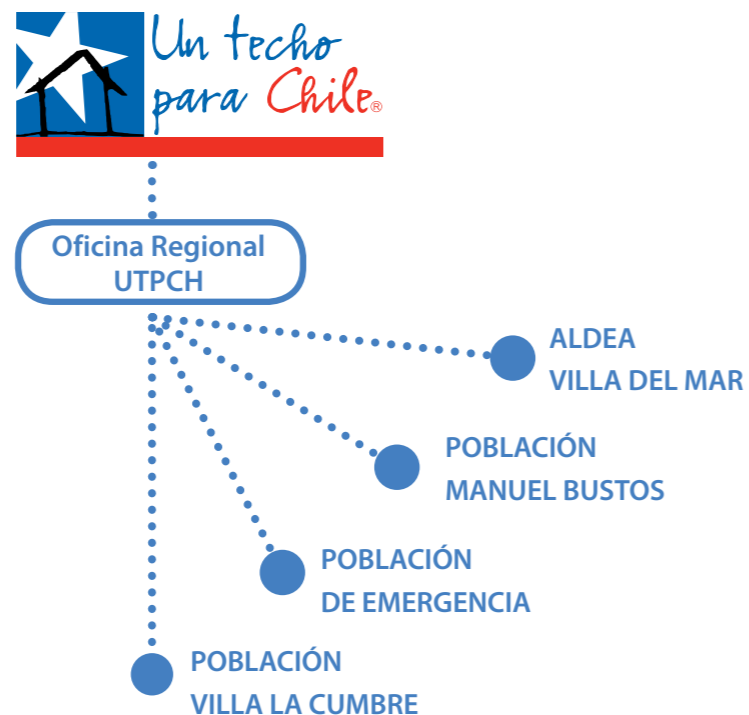 Un techo
para Chile®
Oficina Regional
UTPCH
ALDEA
VILLA DEL MAR
POBLACIÓN
MANUEL BUSTOS
POBLACIÓN
DE EMERGENCIA
POBLACIÓN
VILLA LA CUMBRE